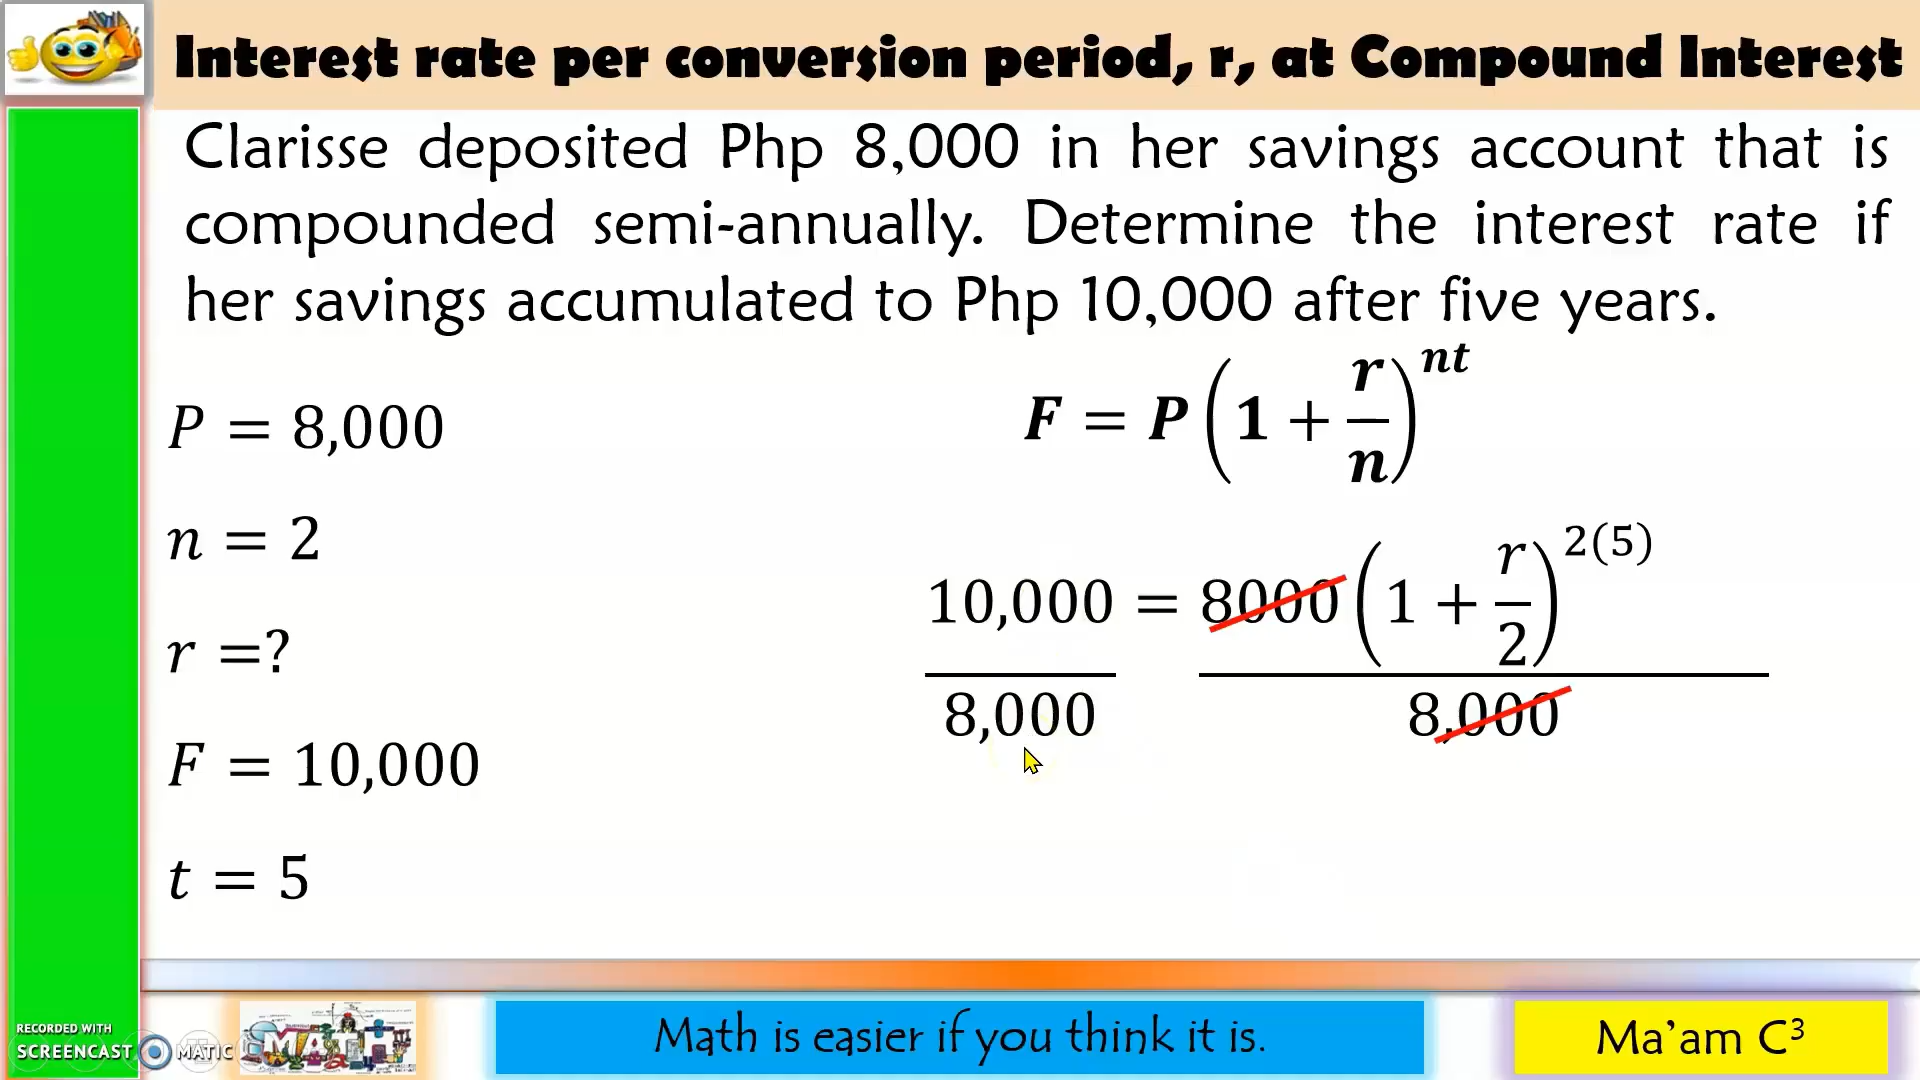 Interest rate per conversion period, r, at Compound Interest
Clarisse deposited Php 8,000 in her savings account that is
compounded semi-annually. Determine the interest rate if
her savings accumulated to Php 10,000 after five years.
P = 8,000
n = 2
r =?
F = 10,000
t = 5
F = P(1 + r/n)^nt
10,000 = 8000(1 + r/2)^2(5)
8,000 8,000
RECORDED WITH
SCREENCAST MATIC
MATH
Math is easier if you think it is.
Ma’am C³